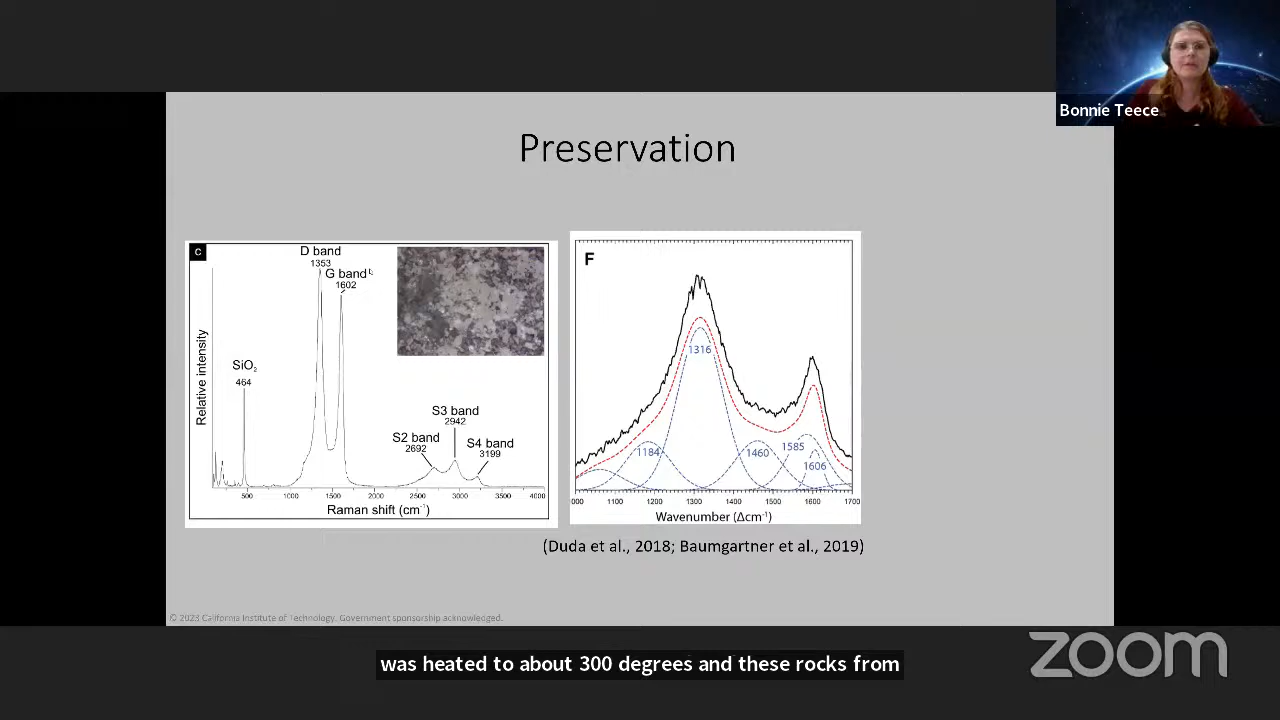 Bonnie Teece
Preservation
C
D band
1353
G band
1602
SiO₂
464
Relative intensity
S2 band
2692
S3 band
2942
S4 band
3199
500 1000 1500 2000 2500 3000 3500 4000
Raman shift (cm⁻¹)
F
1316
1184
1460
1585
1606
000 1100 1200 1300 1400 1500 1600 1700
Wavenumber (Δcm⁻¹)
(Duda et al., 2018; Baumgartner et al., 2019)
© 2023 California Institute of Technology. Government sponsorship acknowledged.
was heated to about 300 degrees and these rocks from
zoom